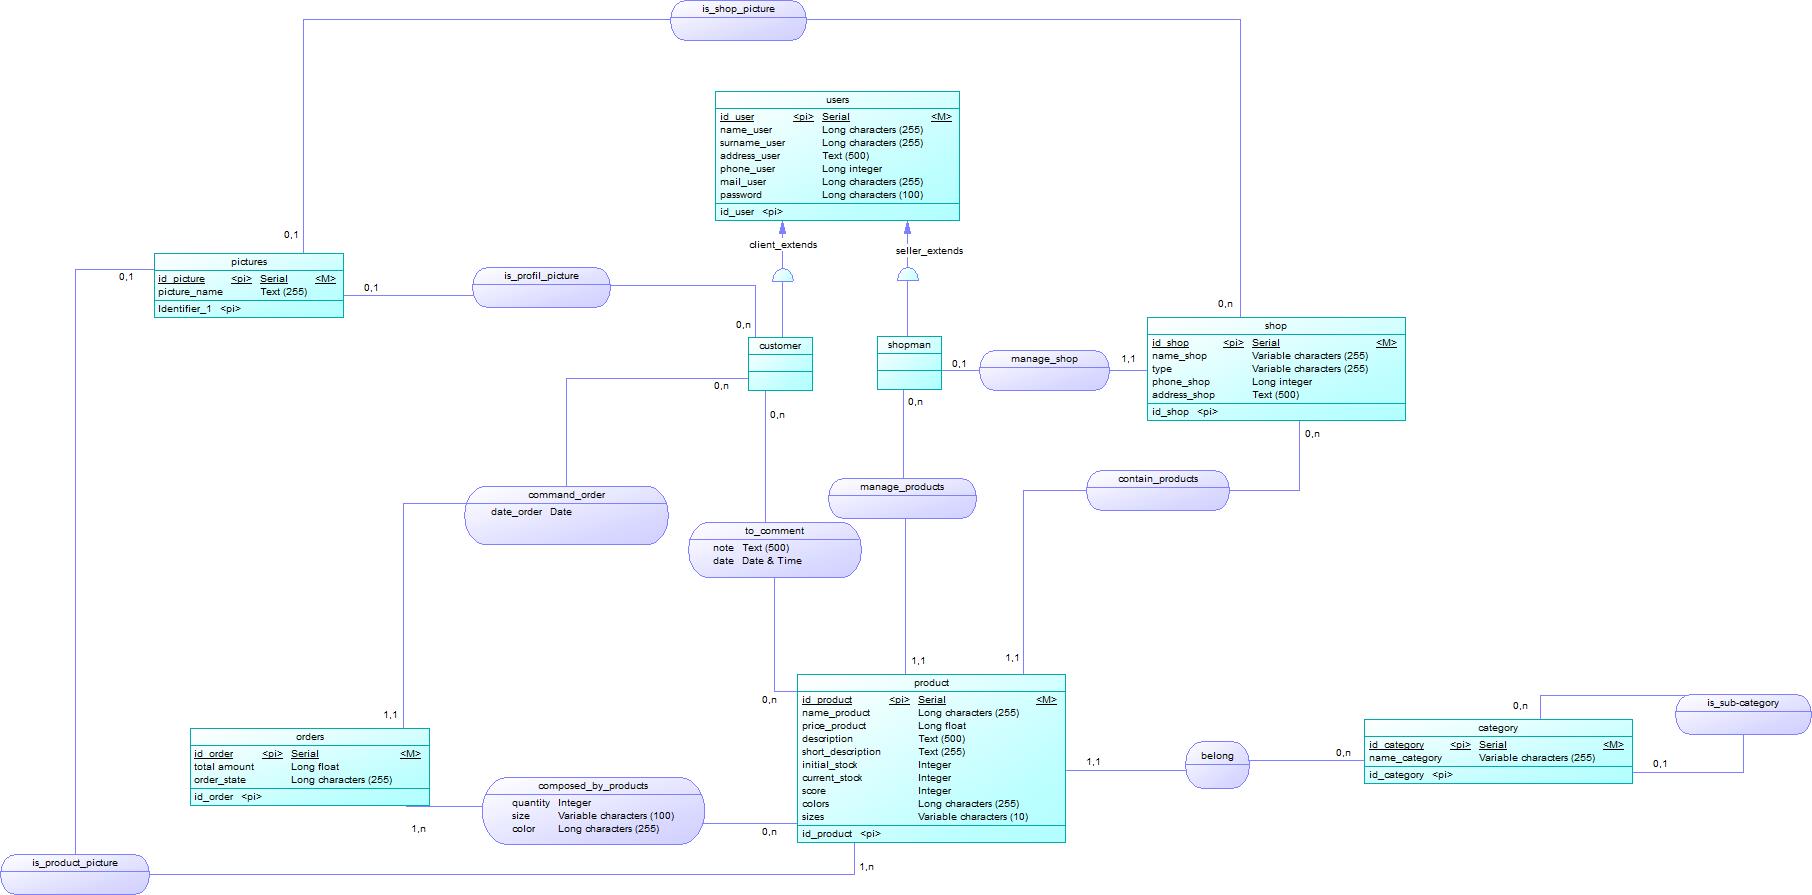 is_shop_picture
users
id_user <pi> Serial <M>
name_user Long characters (255)
surname_user Long characters (255)
address_user Text (500)
phone_user Long integer
mail_user Long characters (255)
password Long characters (100)
id_user <pi>
client_extends
seller_extends
0,1
0,1
pictures
id_picture <pi> Serial <M>
picture_name Text (255)
Identifier_1 <pi>
0,1
is_profil_picture
0,n
customer
shopman
0,1
manage_shop
1,1
0,n
shop
id_shop <pi> Serial <M>
name_shop Variable characters (255)
type Variable characters (255)
phone_shop Long integer
address_shop Text (500)
id_shop <pi>
0,n
0,n
0,n
0,n
command_order
date_order Date
manage_products
contain_products
to_comment
note Text (500)
date Date & Time
1,1
1,1
0,n
product
id_product <pi> Serial <M>
name_product Long characters (255)
price_product Long float
description Text (500)
short_description Text (255)
initial_stock Integer
current_stock Integer
score Integer
colors Long characters (255)
sizes Variable characters (10)
id_product <pi>
1,1
orders
id_order <pi> Serial <M>
total amount Long float
order_state Long characters (255)
id_order <pi>
1,n
composed_by_products
quantity Integer
size Variable characters (100)
color Long characters (255)
0,n
1,1
belong
0,n
category
id_category <pi> Serial <M>
name_category Variable characters (255)
id_category <pi>
0,n
is_sub-category
0,1
is_product_picture
1,n